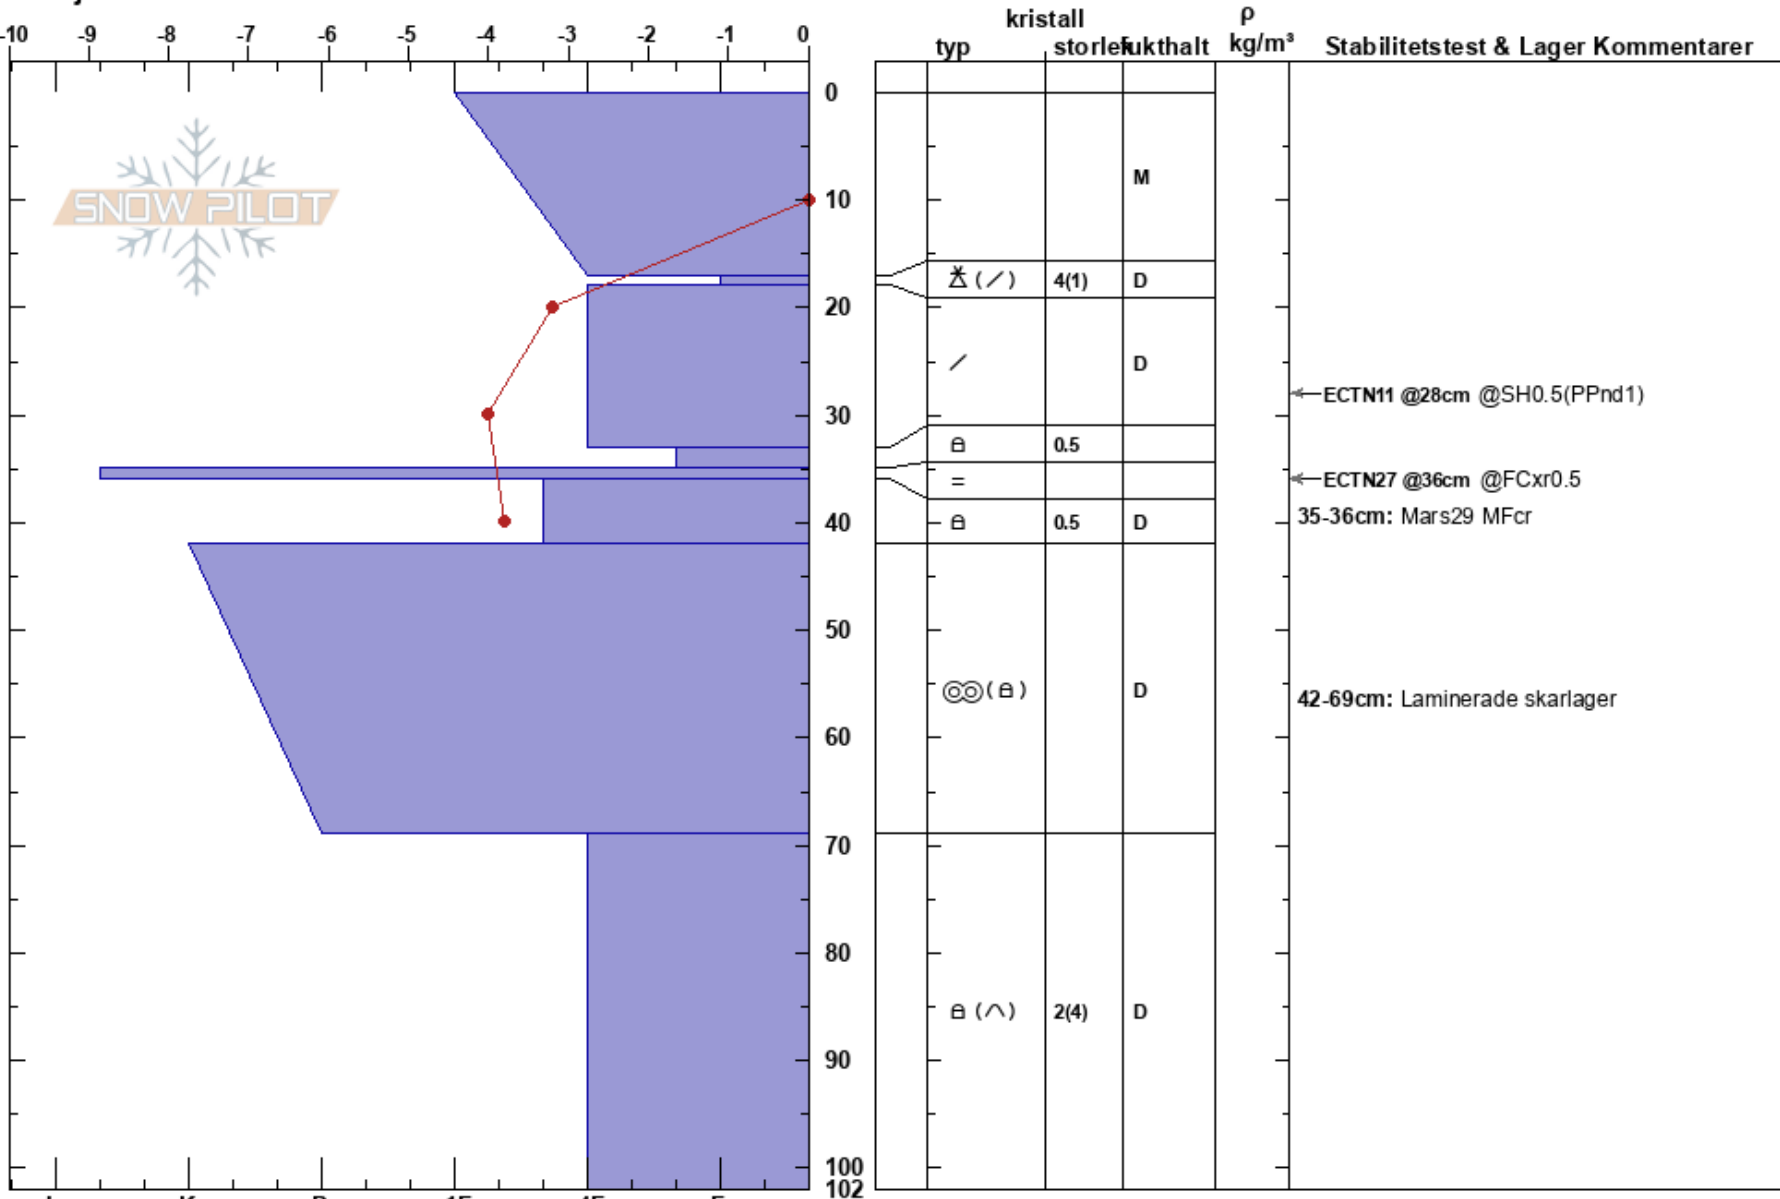 kristall ρ
-10 -9 -8 -7 -6 -5 -4 -3 -2 -1 0 typ storlek fukthalt kg/m³ Stabilitetstest & Lager Kommentarer
0
M
SNOW PILOT 10
(/) 4(1) D
20
/ D
ECTN11 @28cm @SH0.5(PPnd1)
30
0.5
= ECTN27 @36cm @FCxr0.5
40 0.5 D 35-36cm: Mars29 MFcr
50
D 42-69cm: Laminerade skarlager
60
70
80
2(4) D
90
100
102
I K P 1F 4F F